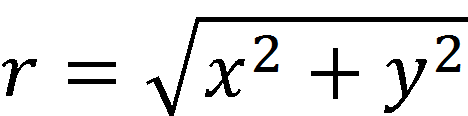 r = √(x² + y²)